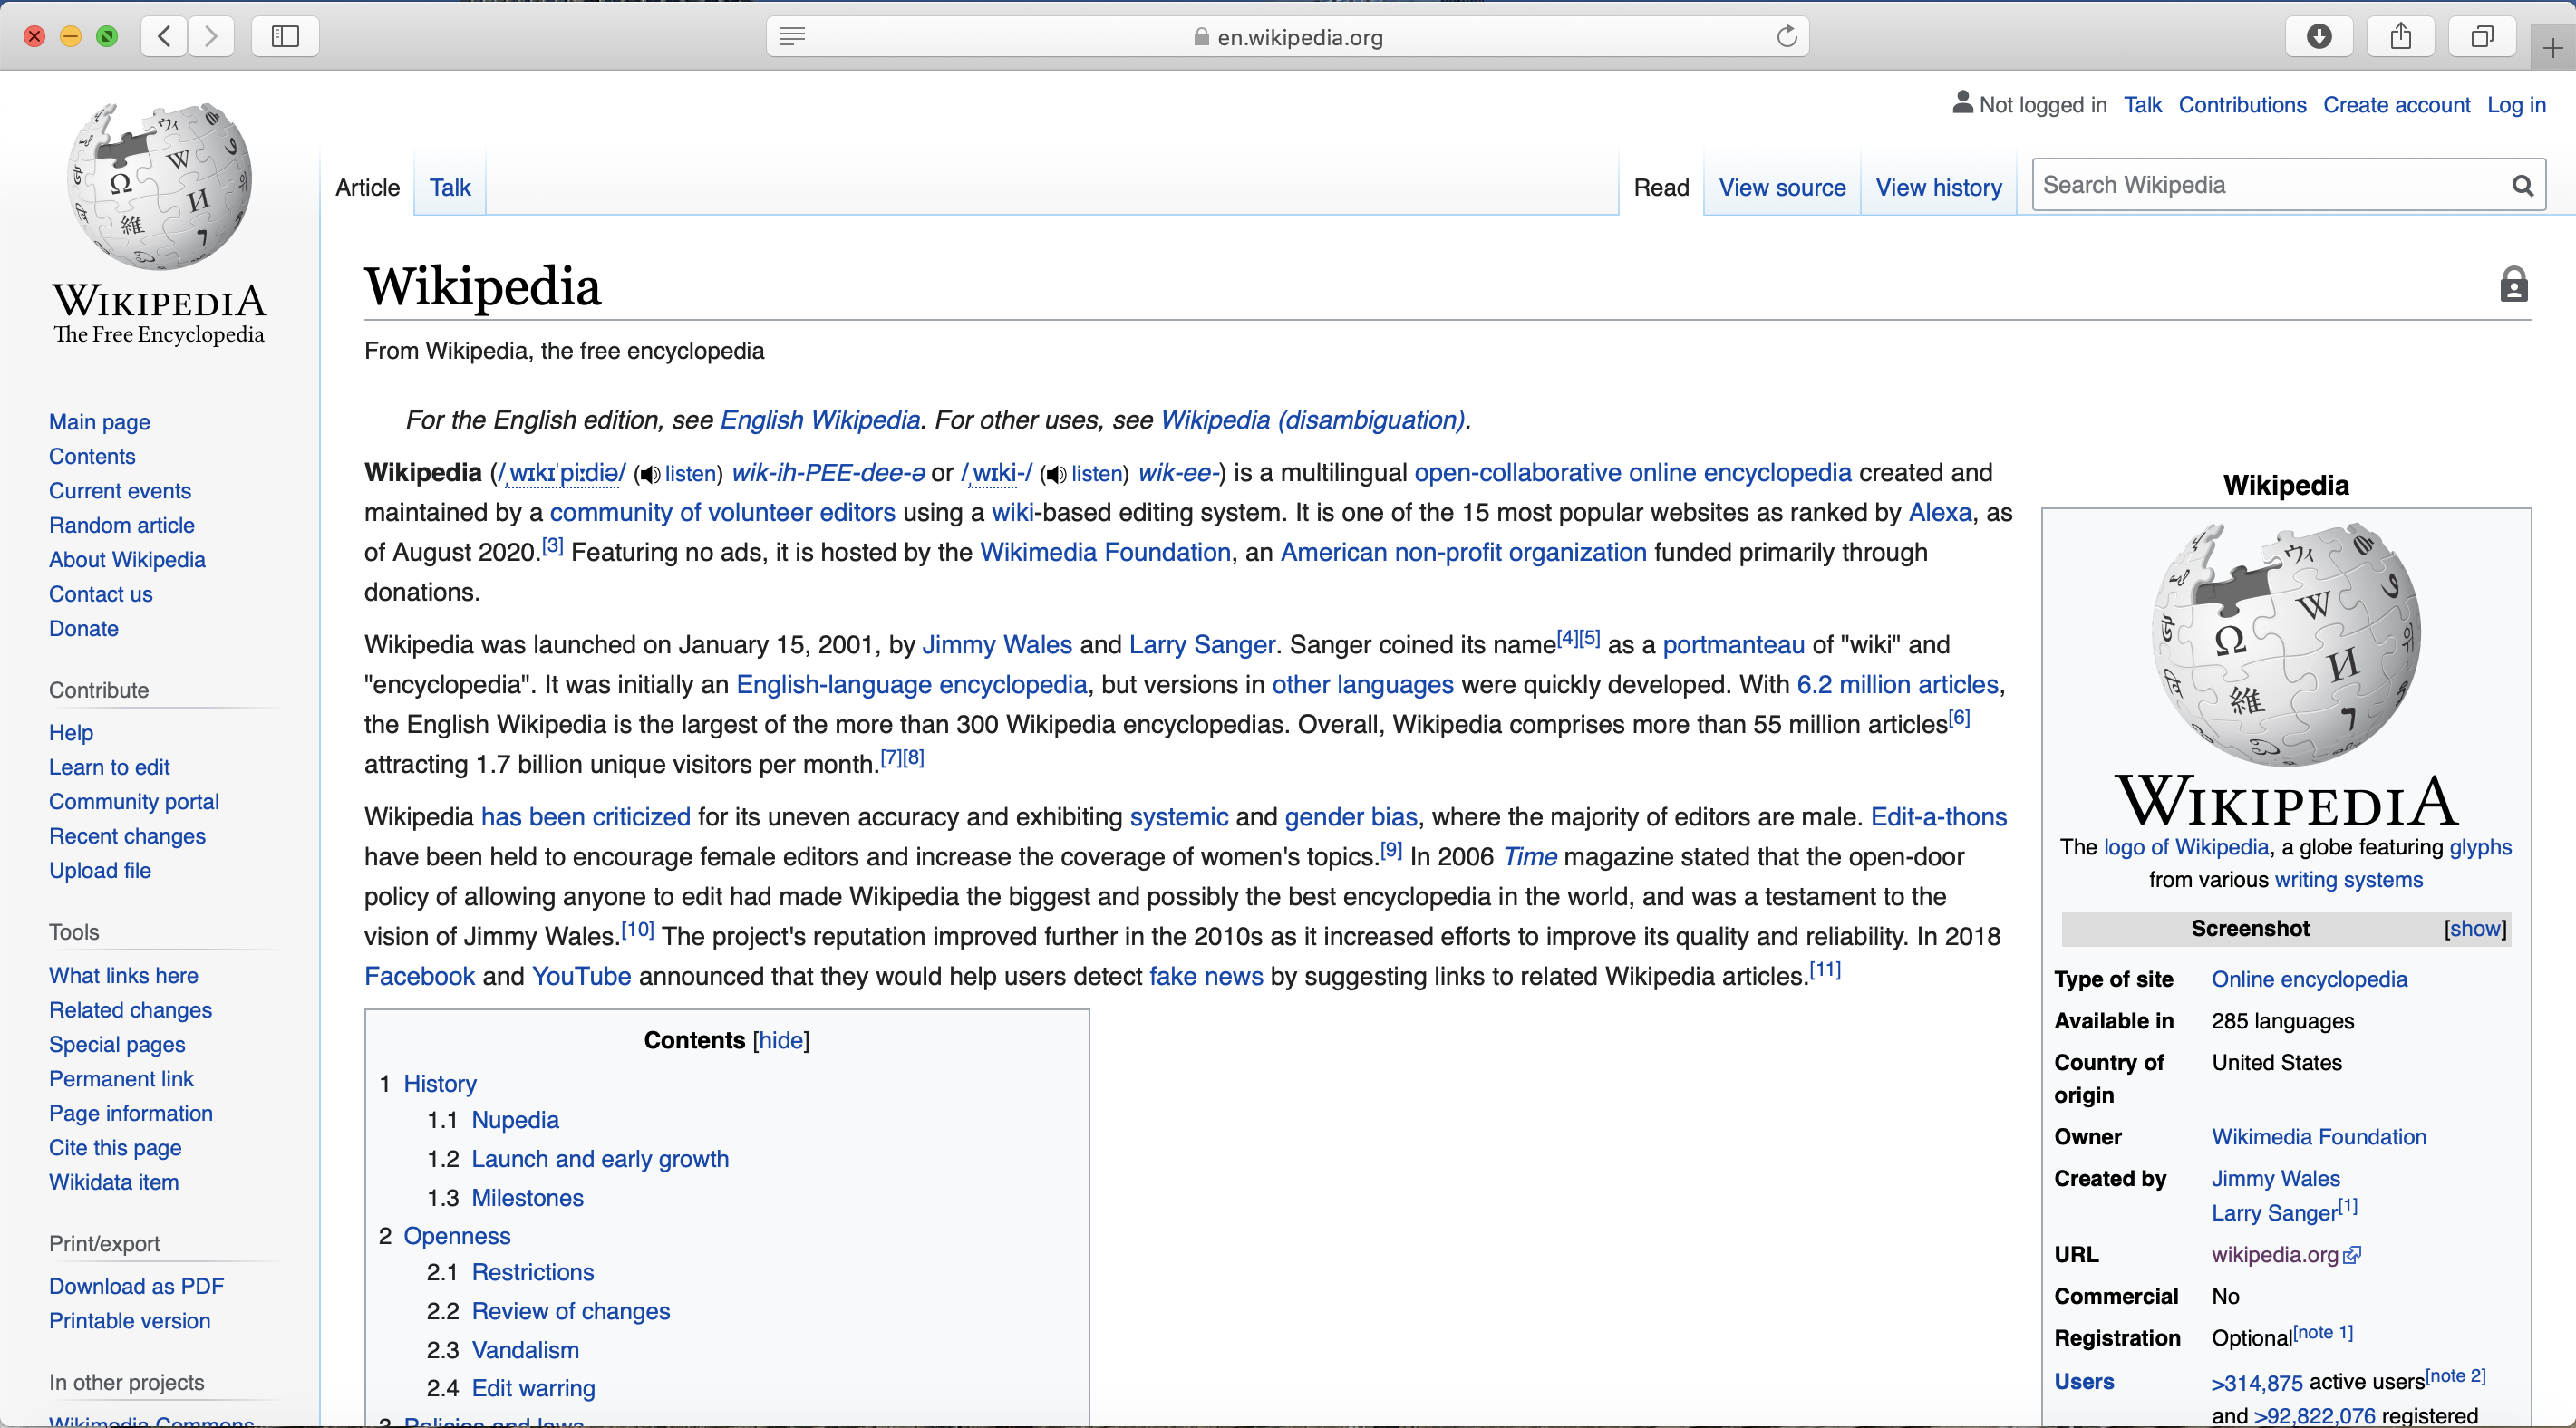 en.wikipedia.org
Not logged in Talk Contributions Create account Log in
Article Talk Read View source View history Search Wikipedia
WIKIPEDIA
The Free Encyclopedia
Main page
Contents
Current events
Random article
About Wikipedia
Contact us
Donate
Contribute
Help
Learn to edit
Community portal
Recent changes
Upload file
Tools
What links here
Related changes
Special pages
Permanent link
Page information
Cite this page
Wikidata item
Print/export
Download as PDF
Printable version
In other projects
Wikimedia Commons
Wikipedia
From Wikipedia, the free encyclopedia
For the English edition, see English Wikipedia. For other uses, see Wikipedia (disambiguation).
Wikipedia (/ˌwɪkɪˈpiːdiə/ (listen) wik-ih-PEE-dee-ə or /ˌwɪki-/ (listen) wik-ee-) is a multilingual open-collaborative online encyclopedia created and
maintained by a community of volunteer editors using a wiki-based editing system. It is one of the 15 most popular websites as ranked by Alexa, as
of August 2020.[3] Featuring no ads, it is hosted by the Wikimedia Foundation, an American non-profit organization funded primarily through
donations.
Wikipedia was launched on January 15, 2001, by Jimmy Wales and Larry Sanger. Sanger coined its name[4][5] as a portmanteau of "wiki" and
"encyclopedia". It was initially an English-language encyclopedia, but versions in other languages were quickly developed. With 6.2 million articles,
the English Wikipedia is the largest of the more than 300 Wikipedia encyclopedias. Overall, Wikipedia comprises more than 55 million articles[6]
attracting 1.7 billion unique visitors per month.[7][8]
Wikipedia has been criticized for its uneven accuracy and exhibiting systemic and gender bias, where the majority of editors are male. Edit-a-thons
have been held to encourage female editors and increase the coverage of women's topics.[9] In 2006 Time magazine stated that the open-door
policy of allowing anyone to edit had made Wikipedia the biggest and possibly the best encyclopedia in the world, and was a testament to the
vision of Jimmy Wales.[10] The project's reputation improved further in the 2010s as it increased efforts to improve its quality and reliability. In 2018
Facebook and YouTube announced that they would help users detect fake news by suggesting links to related Wikipedia articles.[11]
Contents [hide]
1 History
1.1 Nupedia
1.2 Launch and early growth
1.3 Milestones
2 Openness
2.1 Restrictions
2.2 Review of changes
2.3 Vandalism
2.4 Edit warring
3 Policies and laws
Wikipedia
WIKIPEDIA
The logo of Wikipedia, a globe featuring glyphs
from various writing systems
Screenshot [show]
Type of site Online encyclopedia
Available in 285 languages
Country of United States
origin
Owner Wikimedia Foundation
Created by Jimmy Wales
Larry Sanger[1]
URL wikipedia.org
Commercial No
Registration Optional[note 1]
Users >314,875 active users[note 2]
and >92,822,076 registered